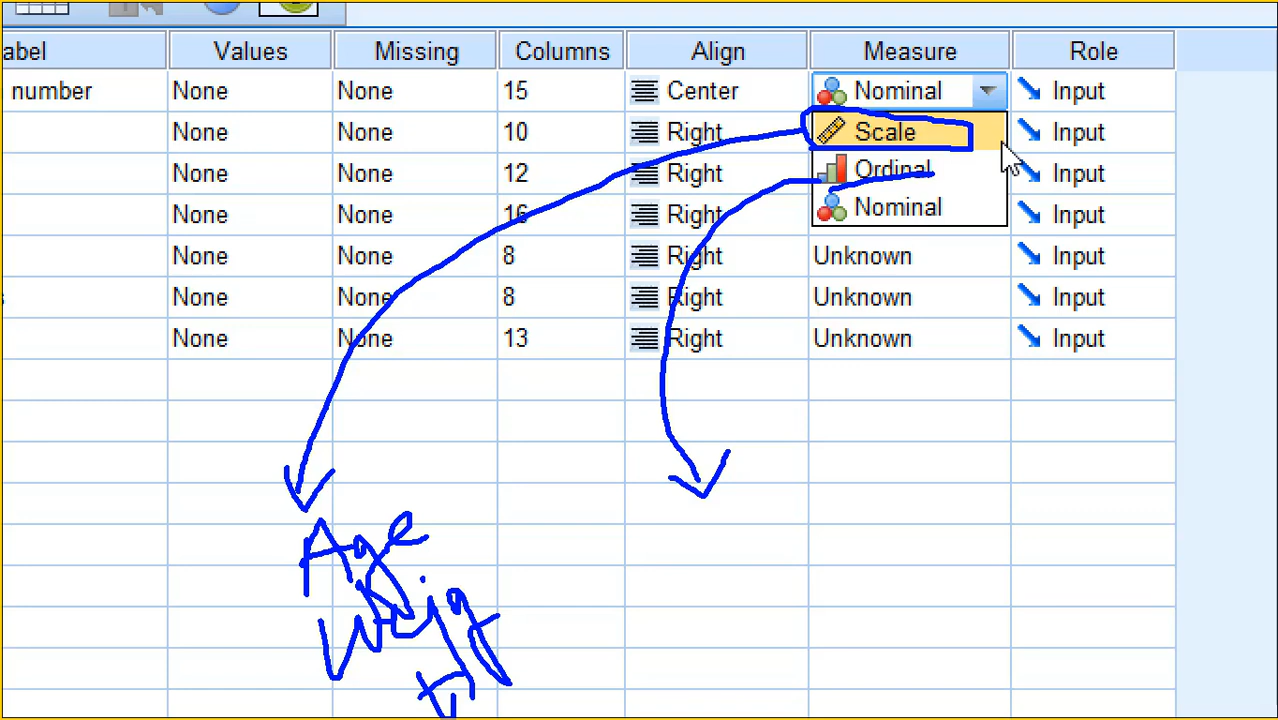 abel Values Missing Columns Align Measure Role
number None None 15 Center Nominal Input
None None 10 Right Scale Input
None None 12 Right Ordinal Input
None None 16 Right Nominal Input
None None 8 Right Unknown Input
s None None 8 Right Unknown Input
None None 13 Right Unknown Input
Age